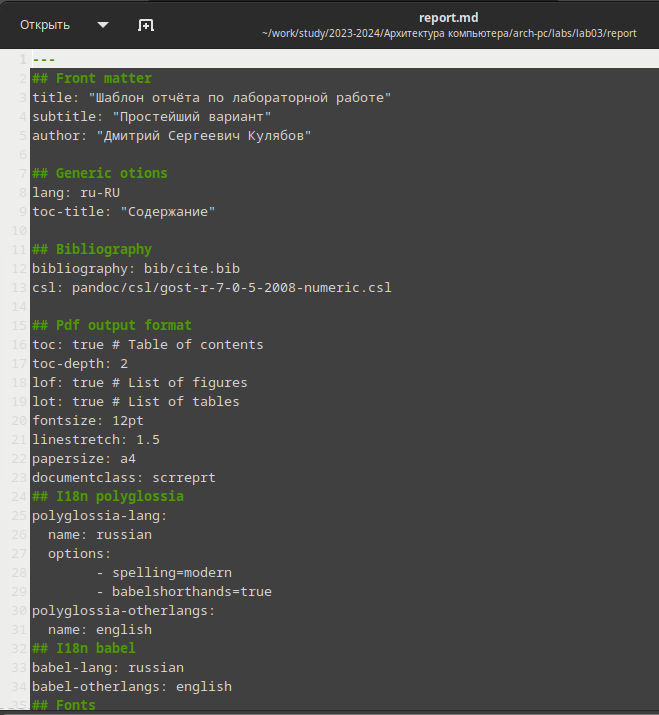 Открыть
report.md
~/work/study/2023-2024/Архитектура компьютера/arch-pc/labs/lab03/report
1 ---
2 ## Front matter
3 title: "Шаблон отчёта по лабораторной работе"
4 subtitle: "Простейший вариант"
5 author: "Дмитрий Сергеевич Кулябов"
6
7 ## Generic otions
8 lang: ru-RU
9 toc-title: "Содержание"
10
11 ## Bibliography
12 bibliography: bib/cite.bib
13 csl: pandoc/csl/gost-r-7-0-5-2008-numeric.csl
14
15 ## Pdf output format
16 toc: true # Table of contents
17 toc-depth: 2
18 lof: true # List of figures
19 lot: true # List of tables
20 fontsize: 12pt
21 linestretch: 1.5
22 papersize: a4
23 documentclass: scrreprt
24 ## I18n polyglossia
25 polyglossia-lang:
26   name: russian
27   options:
28         - spelling=modern
29         - babelshorthands=true
30 polyglossia-otherlangs:
31   name: english
32 ## I18n babel
33 babel-lang: russian
34 babel-otherlangs: english
35 ## Fonts